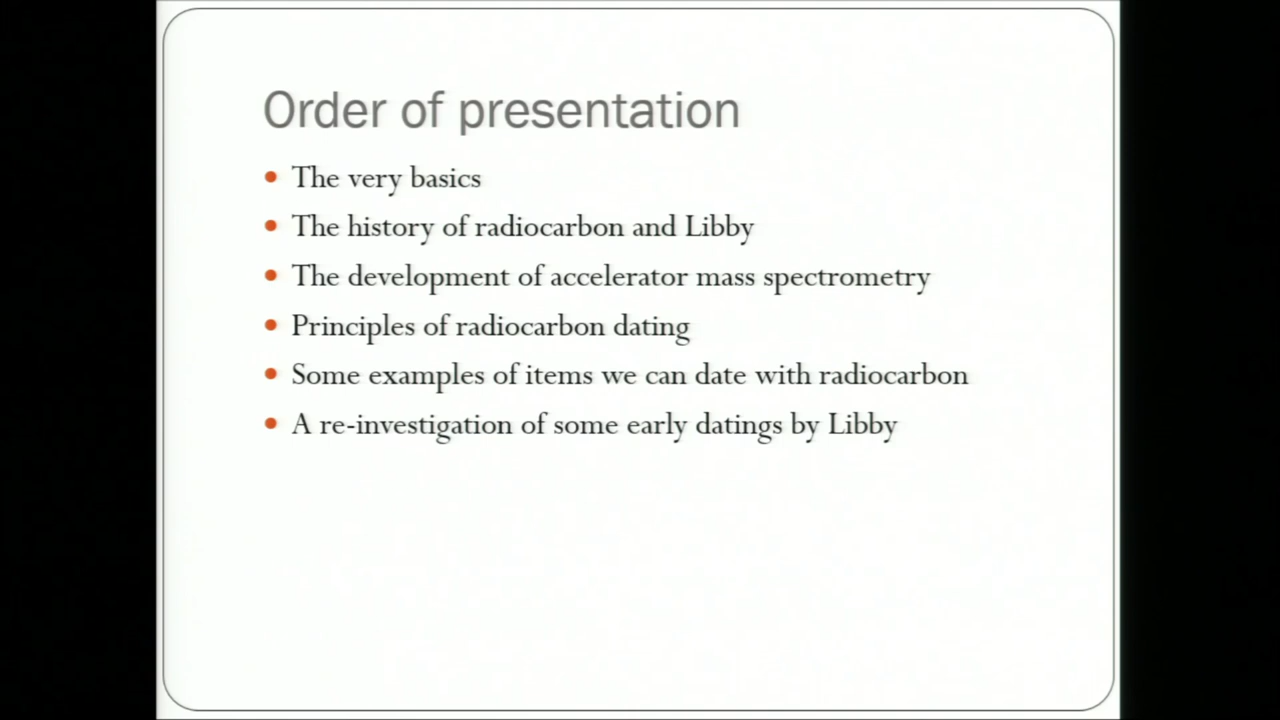 Order of presentation
The very basics
The history of radiocarbon and Libby
The development of accelerator mass spectrometry
Principles of radiocarbon dating
Some examples of items we can date with radiocarbon
A re-investigation of some early datings by Libby